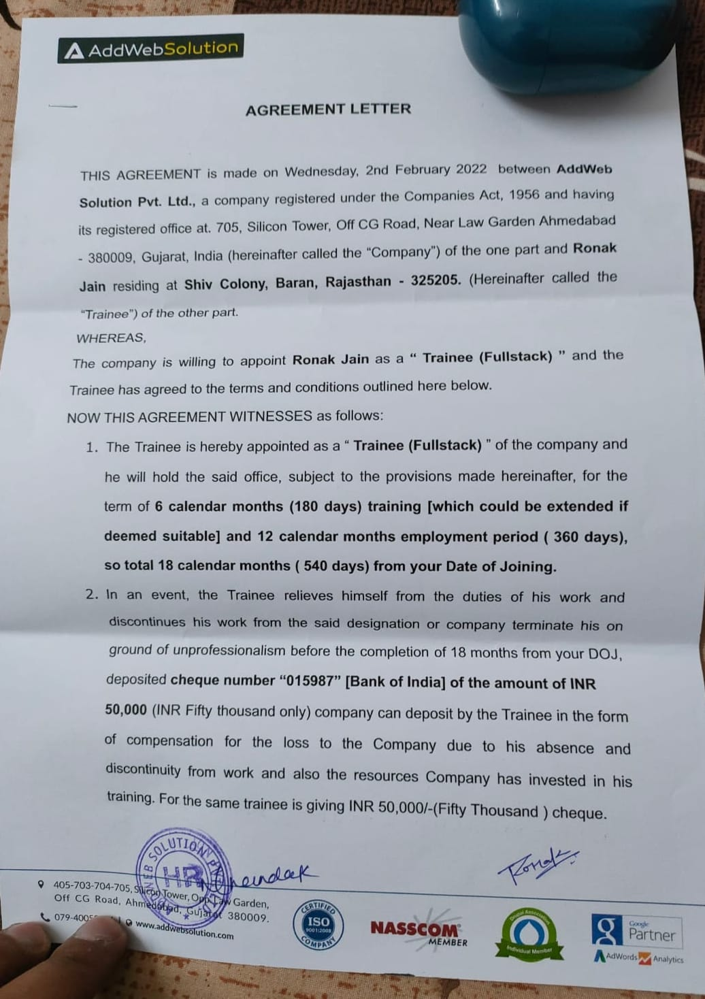 AddWebSolution
AGREEMENT LETTER
THIS AGREEMENT is made on Wednesday, 2nd February 2022 between AddWeb
Solution Pvt. Ltd., a company registered under the Companies Act, 1956 and having
its registered office at. 705, Silicon Tower, Off CG Road, Near Law Garden Ahmedabad
- 380009, Gujarat, India (hereinafter called the “Company”) of the one part and Ronak
Jain residing at Shiv Colony, Baran, Rajasthan - 325205. (Hereinafter called the
“Trainee”) of the other part.
WHEREAS,
The company is willing to appoint Ronak Jain as a “ Trainee (Fullstack) ” and the
Trainee has agreed to the terms and conditions outlined here below.
NOW THIS AGREEMENT WITNESSES as follows:
1. The Trainee is hereby appointed as a “ Trainee (Fullstack) ” of the company and
he will hold the said office, subject to the provisions made hereinafter, for the
term of 6 calendar months (180 days) training [which could be extended if
deemed suitable] and 12 calendar months employment period ( 360 days),
so total 18 calendar months ( 540 days) from your Date of Joining.
2. In an event, the Trainee relieves himself from the duties of his work and
discontinues his work from the said designation or company terminate his on
ground of unprofessionalism before the completion of 18 months from your DOJ,
deposited cheque number “015987” [Bank of India] of the amount of INR
50,000 (INR Fifty thousand only) company can deposit by the Trainee in the form
of compensation for the loss to the Company due to his absence and
discontinuity from work and also the resources Company has invested in his
training. For the same trainee is giving INR 50,000/-(Fifty Thousand ) cheque.
HR
Ronak
405-703-704-705, Silicon Tower, Opp Law Garden,
Off CG Road, Ahmedabad, Gujarat 380009.
079-4005
www.addwebsolution.com
CERTIFIED
ISO
9001:2008
COMPANY
NASSCOM
MEMBER
Drupal Association
Individual Member
g
Google
Partner
AdWords Analytics